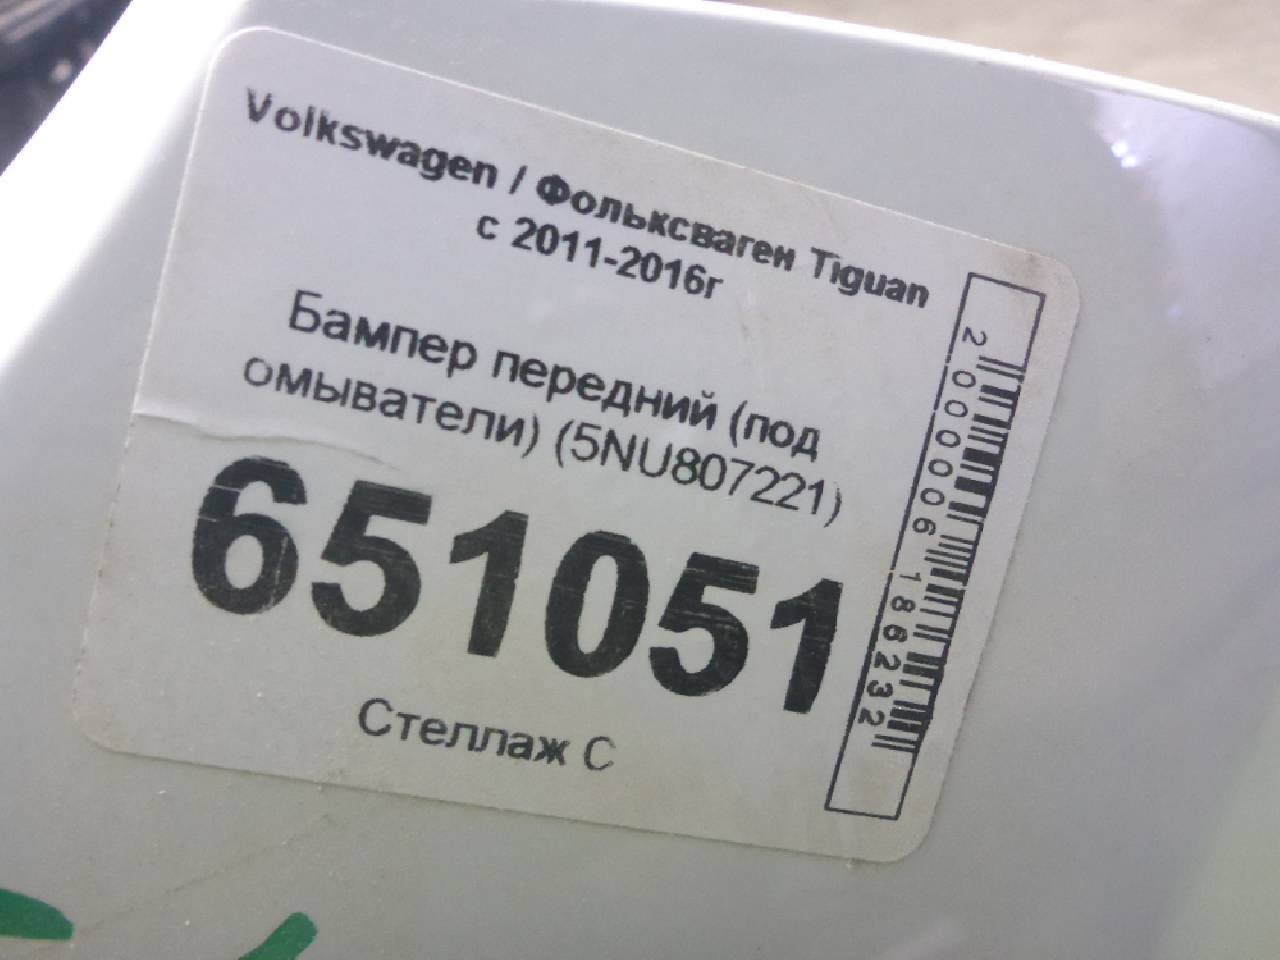 Volkswagen / Фольксваген Tiguan
с 2011-2016г
Бампер передний (под
омыватели) (5NU807221)
651051
Стеллаж С
2000006186232